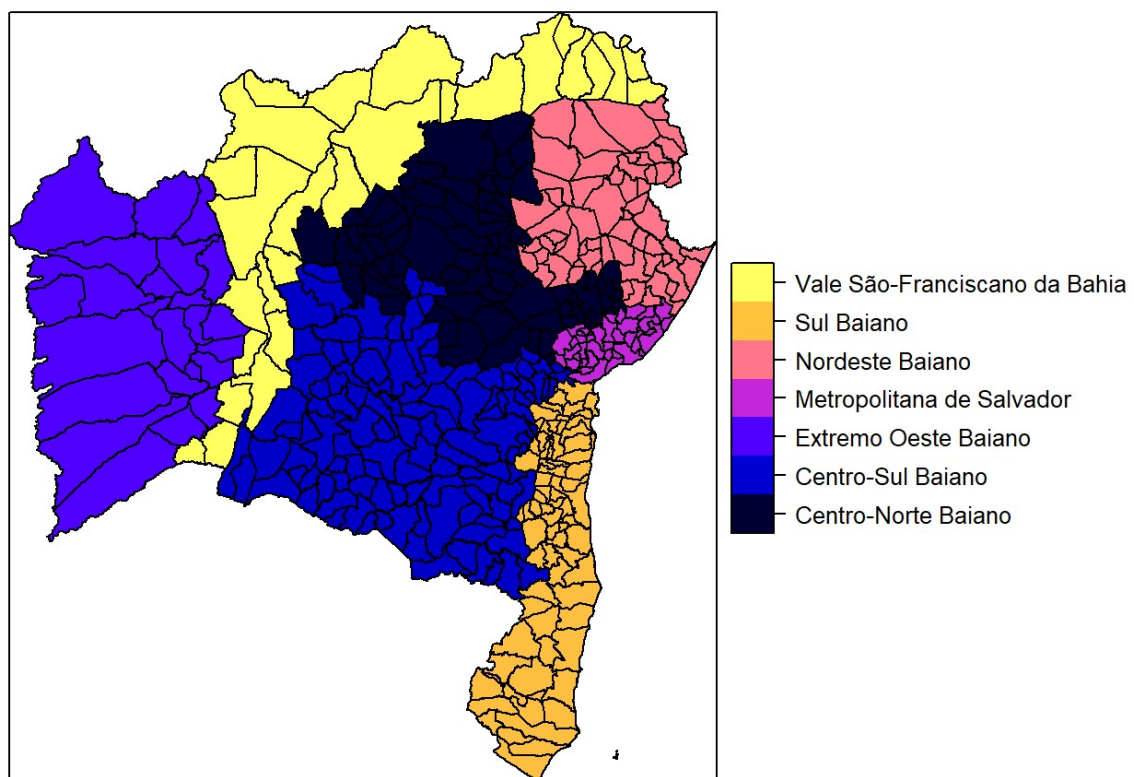 Vale São-Franciscano da Bahia
Sul Baiano
Nordeste Baiano
Metropolitana de Salvador
Extremo Oeste Baiano
Centro-Sul Baiano
Centro-Norte Baiano